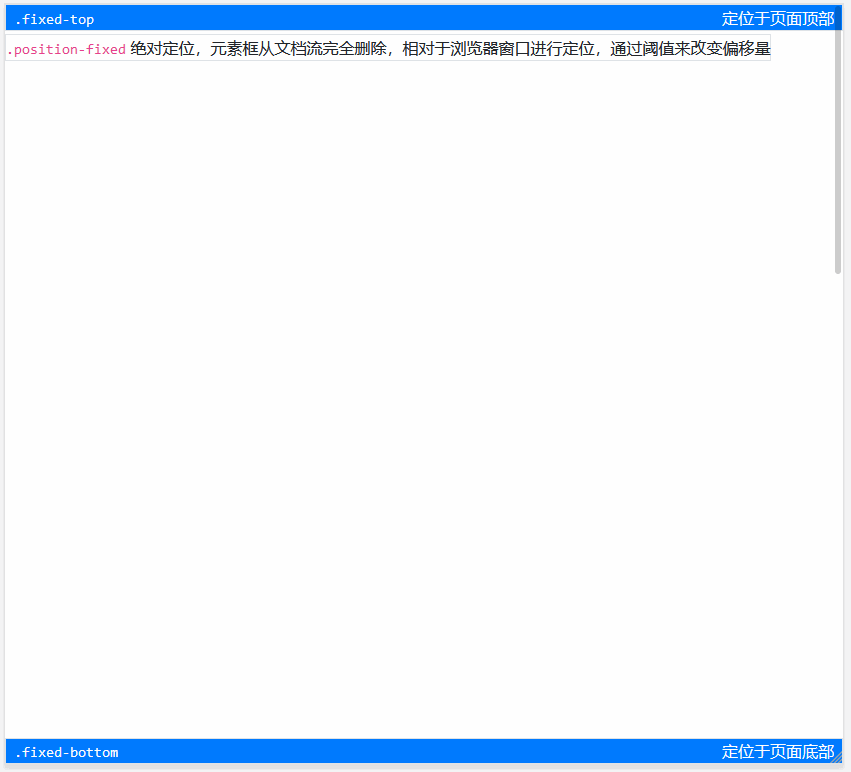 .fixed-top 定位于页面顶部
.position-fixed 绝对定位，元素框从文档流完全删除，相对于浏览器窗口进行定位，通过阈值来改变偏移量
.fixed-bottom 定位于页面底部